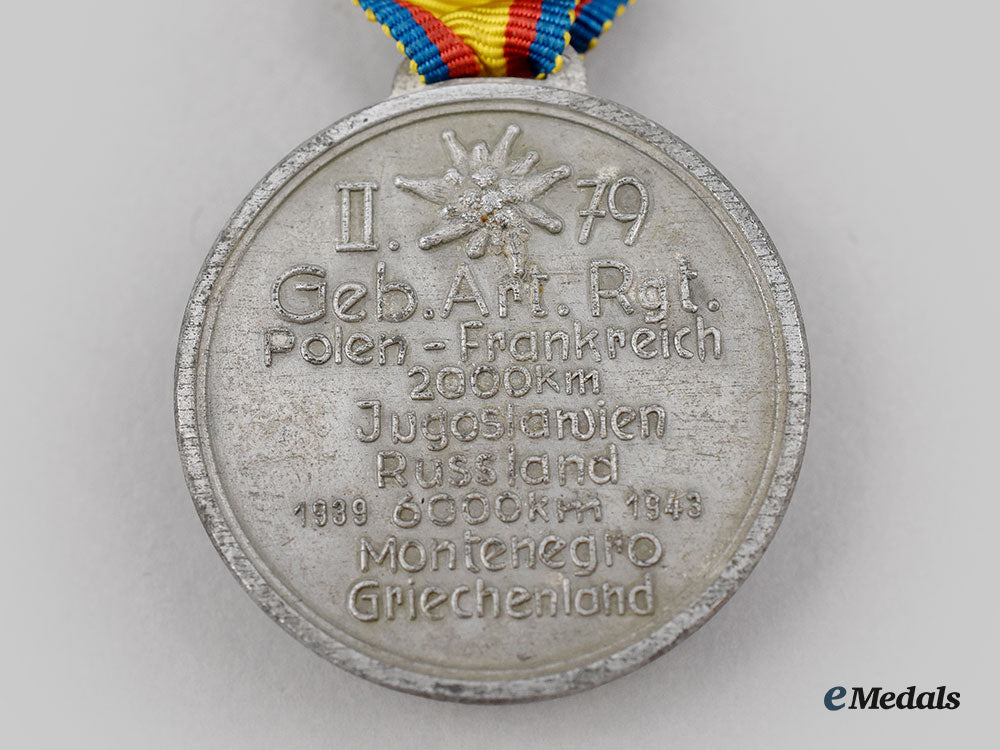 II. 79
Geb. Art. Rgt.
Polen - Frankreich
2000km
Jugoslawien
Russland
1939 6000km 1943
Montenegro
Griechenland
eMedals